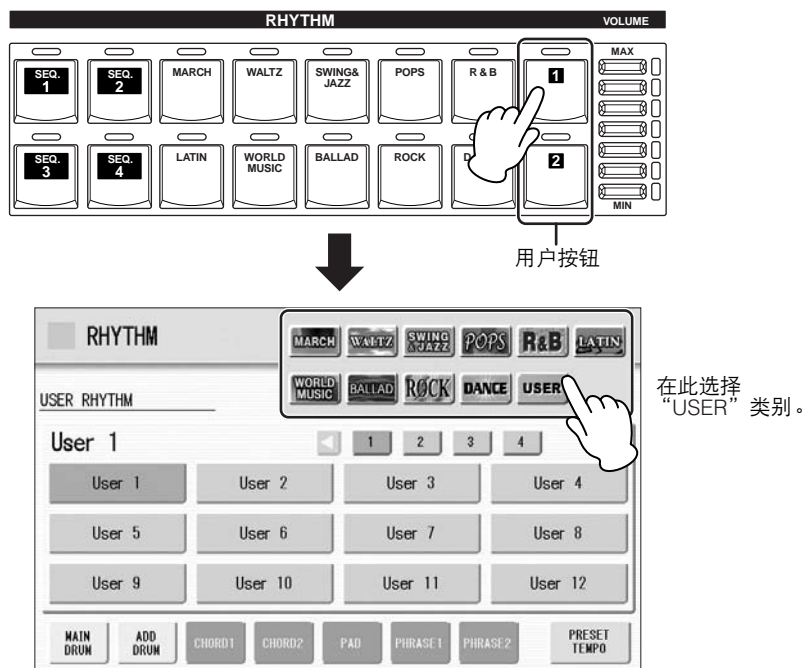 RHYTHM VOLUME
MAX
SEQ. 1 SEQ. 2 MARCH WALTZ SWING& JAZZ POPS R & B 1
SEQ. 3 SEQ. 4 LATIN WORLD MUSIC BALLAD ROCK D 2
MIN
用户按钮
RHYTHM
MARCH WALTZ SWING &JAZZ POPS R&B LATIN
WORLD MUSIC BALLAD ROCK DANCE USER
在此选择
“USER”类别。
USER RHYTHM
User 1 1 2 3 4
User 1 User 2 User 3 User 4
User 5 User 6 User 7 User 8
User 9 User 10 User 11 User 12
MAIN DRUM ADD DRUM CHORD1 CHORD2 PAD PHRASE1 PHRASE2 PRESET TEMPO